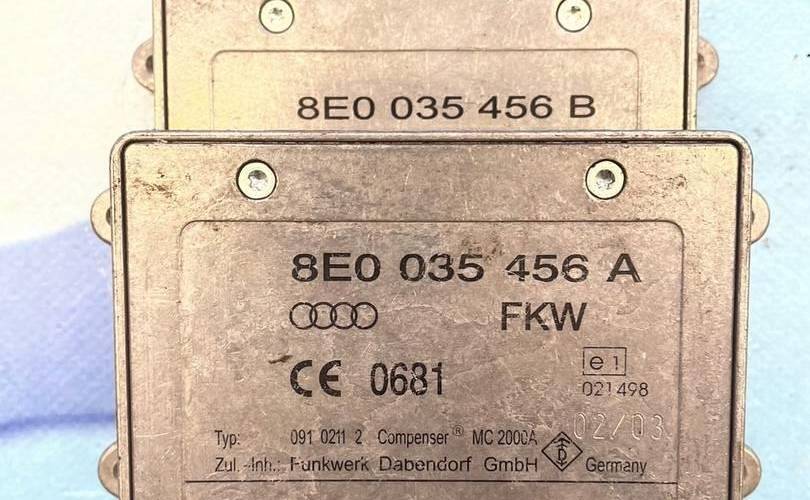 8E0 035 456 B
8E0 035 456 A
FKW
CE 0681
e1
021498
02/03
Typ: 091 0211 2 Compenser® MC 2000A
Zul.-Inh.: Funkwerk Dabendorf GmbH Germany